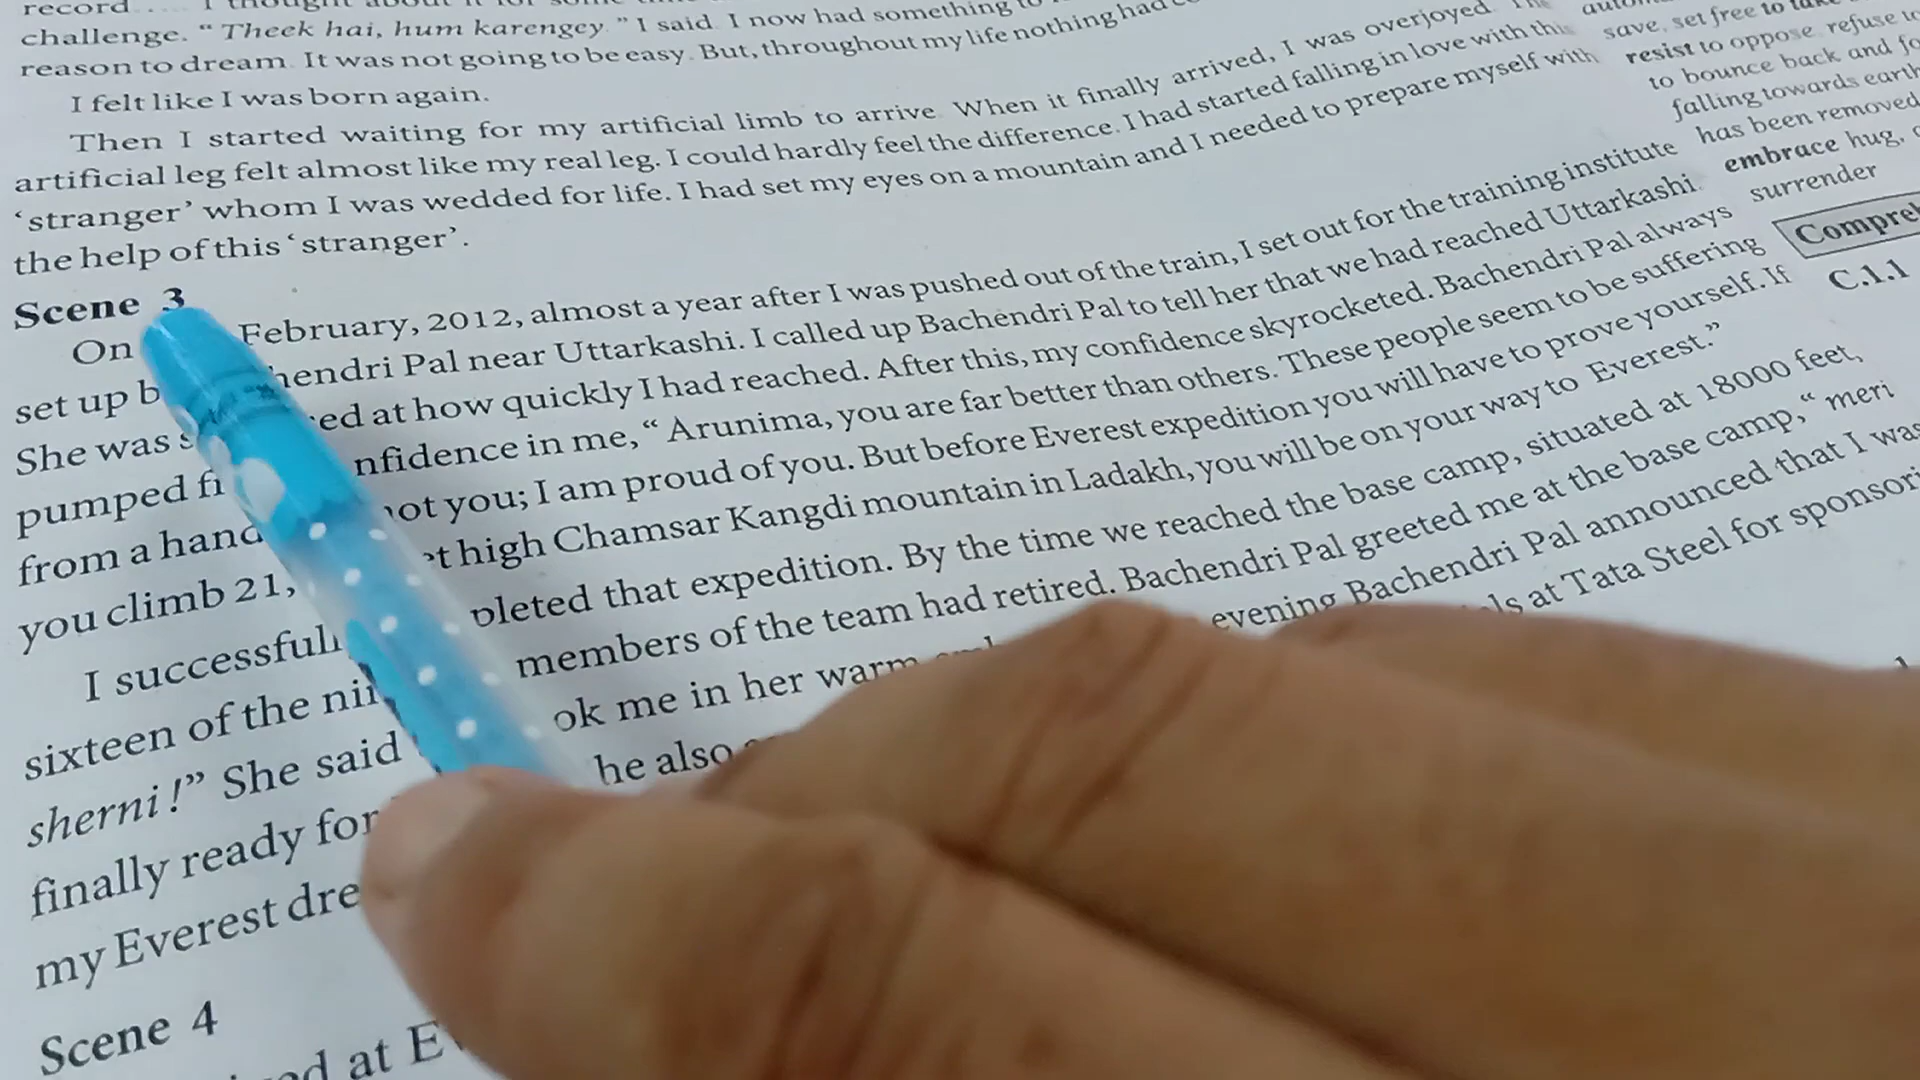 record I thought about it for some
challenge. “Theek hai, hum karengey.” I said. I now had something to
reason to dream. It was not going to be easy. But, throughout my life nothing had
I felt like I was born again.
Then I started waiting for my artificial limb to arrive. When it finally arrived, I was overjoyed. The
artificial leg felt almost like my real leg. I could hardly feel the difference. I had started falling in love with this
‘stranger’ whom I was wedded for life. I had set my eyes on a mountain and I needed to prepare myself with
the help of this ‘stranger’.
Scene 3
On February, 2012, almost a year after I was pushed out of the train, I set out for the training institute
set up b hendri Pal near Uttarkashi. I called up Bachendri Pal to tell her that we had reached Uttarkashi.
She was s ed at how quickly I had reached. After this, my confidence skyrocketed. Bachendri Pal always
pumped nfidence in me, “Arunima, you are far better than others. These people seem to be suffering
from a hand not you; I am proud of you. But before Everest expedition you will have to prove yourself. If
you climb 21, et high Chamsar Kangdi mountain in Ladakh, you will be on your way to Everest.”
I successfull pleted that expedition. By the time we reached the base camp, situated at 18000 feet,
sixteen of the nin members of the team had retired. Bachendri Pal greeted me at the base camp, “meri
sherni!” She said ok me in her warm evening Bachendri Pal announced that I was
finally ready for he also ls at Tata Steel for sponsori
my Everest dre
Scene 4
at Ev
save, set free to take
resist to oppose, refuse to
to bounce back and fo
falling towards earth
has been removed
embrace hug,
surrender
Compreh
C.1.1